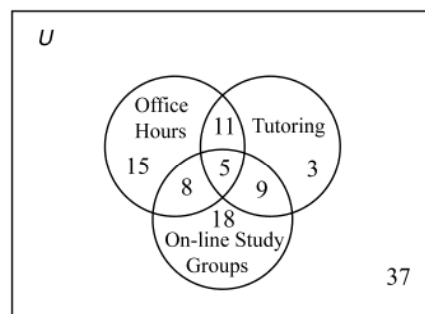 U
Office
Hours
11
Tutoring
15
5
3
8
9
18
On-line Study
Groups
37